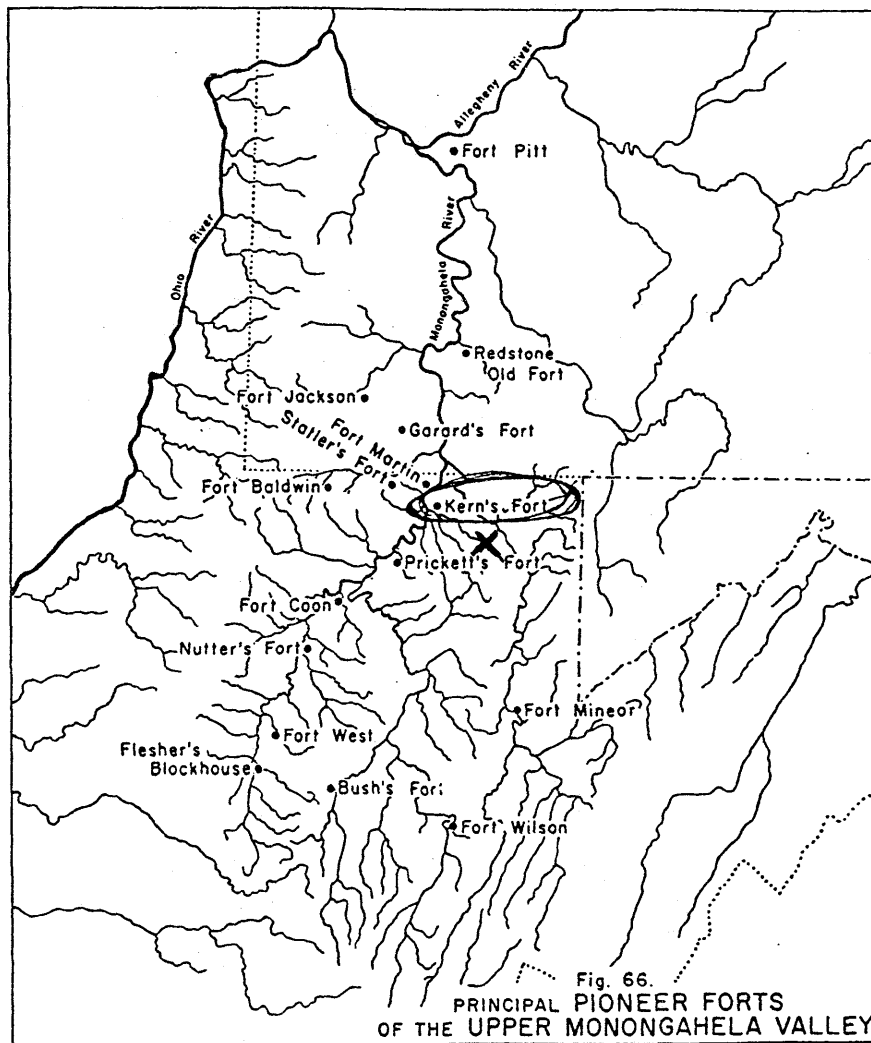 Allegheny River
Fort Pitt
Ohio River
Monongahela River
Redstone
Old Fort
Fort Jackson
Garard's Fort
Fort Martin
Statler's Fort
Fort Baldwin
Kern's Fort
Prickett's Fort
Fort Coon
Nutter's Fort
Fort Mineor
Fort West
Flesher's
Blockhouse
Bush's Fort
Fort Wilson
Fig. 66.
PRINCIPAL PIONEER FORTS
OF THE UPPER MONONGAHELA VALLEY